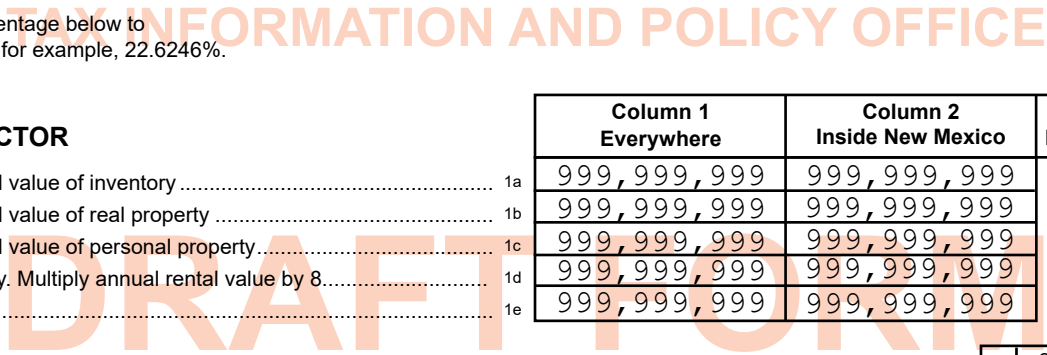 TAX INFORMATION AND POLICY OFFICE
entage below to
for example, 22.6246%.
CTOR
Column 1 Everywhere
Column 2 Inside New Mexico
l value of inventory 1a 999,999,999 999,999,999
l value of real property 1b 999,999,999 999,999,999
l value of personal property 1c 999,999,999 999,999,999
y. Multiply annual rental value by 8 1d 999,999,999 999,999,999
1e 999,999,999 999,999,999
DRAFT FORM